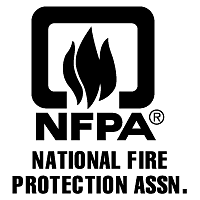 NFPA®
NATIONAL FIRE
PROTECTION ASSN.